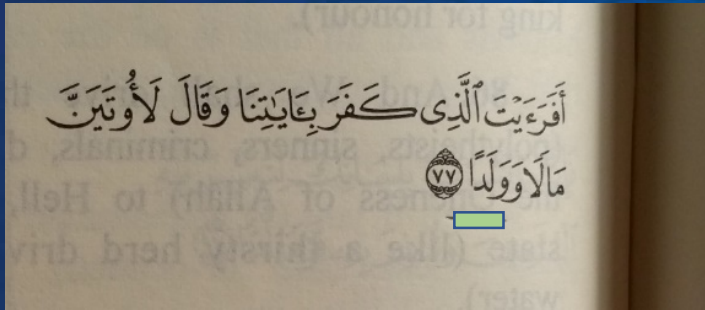 أَفَرَءَيْتَ ٱلَّذِى كَفَرَ بِـَٔايَـٰتِنَا وَقَالَ لَأُوتَيَنَّ
مَالًا وَوَلَدًا ٧٧